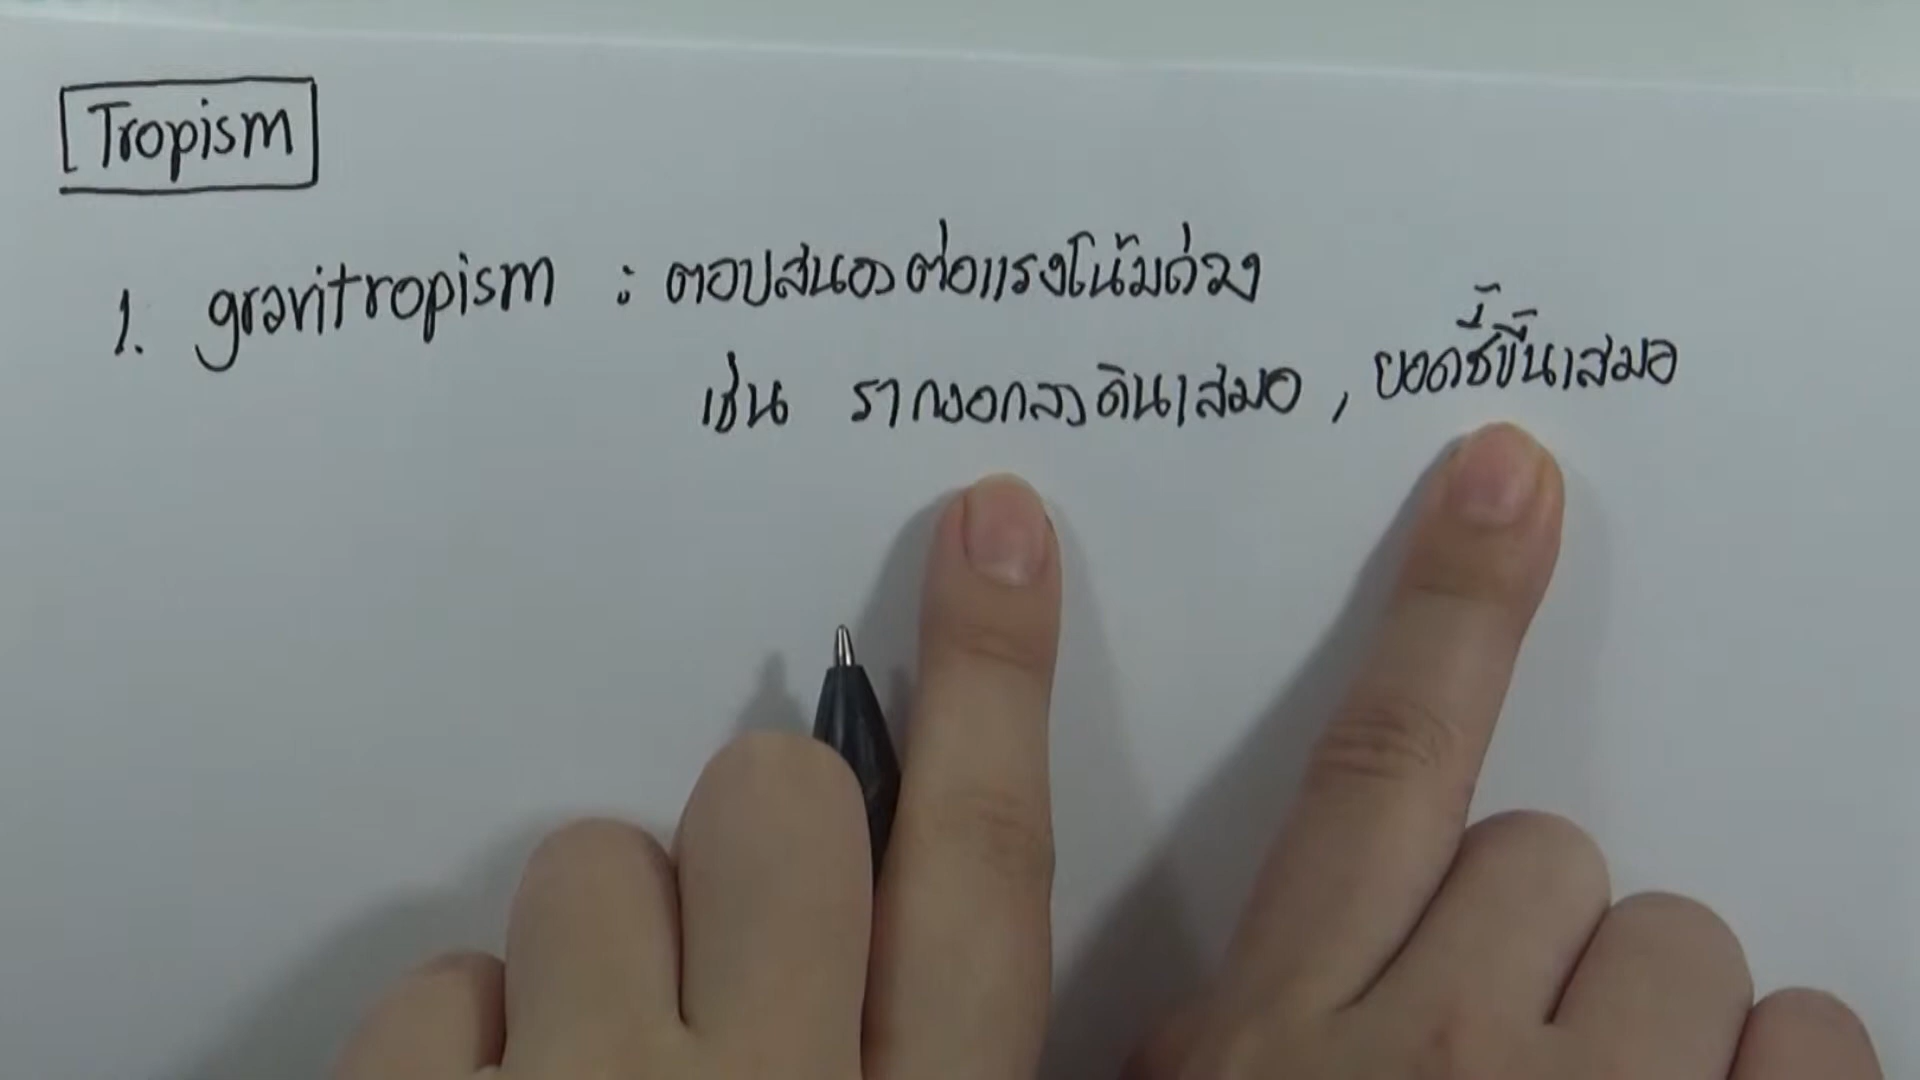 Tropism
1. gravitropism : ตอบสนองต่อแรงโน้มถ่วง
เช่น รากงอกลงดินเสมอ , ยอดชี้ขึ้นเสมอ